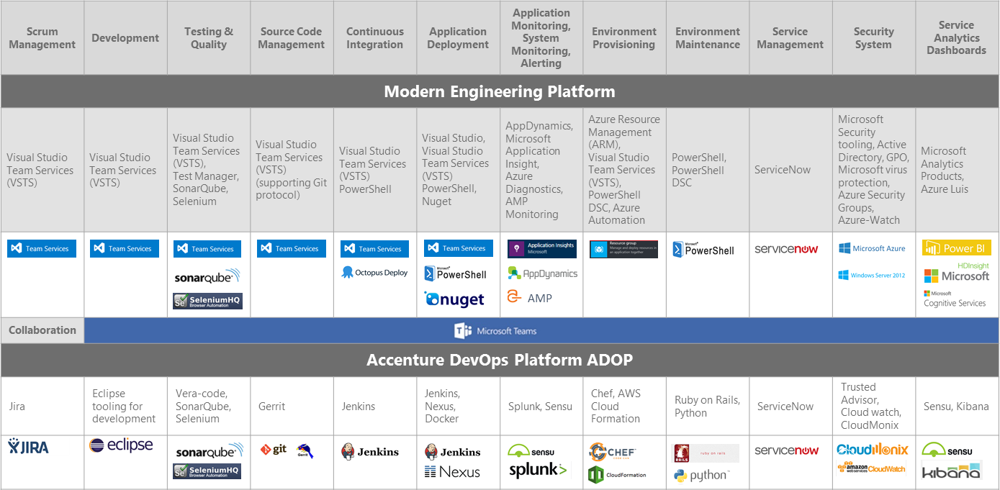 Scrum
Management
Development
Testing &
Quality
Source Code
Management
Continuous
Integration
Application
Deployment
Application
Monitoring,
System
Monitoring,
Alerting
Environment
Provisioning
Environment
Maintenance
Service
Management
Security
System
Service
Analytics
Dashboards
Modern Engineering Platform
Visual Studio
Team Services
(VSTS)
Visual Studio
Team Services
(VSTS)
Visual Studio
Team Services
(VSTS),
Test Manager,
SonarQube,
Selenium
Visual Studio
Team Services
(VSTS)
(supporting Git
protocol)
Visual Studio
Team Services
(VSTS)
PowerShell
Visual Studio,
Visual Studio
Team Services
(VSTS)
PowerShell,
Nuget
AppDynamics,
Microsoft
Application
Insight,
Azure
Diagnostics,
AMP
Monitoring
Azure Resource
Management
(ARM),
Visual Studio
Team Services
(VSTS),
PowerShell
DSC, Azure
Automation
PowerShell,
PowerShell
DSC
ServiceNow
Microsoft
Security
tooling, Active
Directory, GPO,
Microsoft virus
protection,
Azure Security
Groups,
Azure-Watch
Microsoft
Analytics
Products,
Azure Luis
Team Services
Team Services
Team Services
sonarqube
Se SeleniumHQ
Browser Automation
Team Services
Team Services
Octopus Deploy
Team Services
Microsoft
PowerShell
nuget
Application Insights
Microsoft
AppDynamics
AMP
Resource group
Manage and deploy resources in
an application together
Microsoft
PowerShell
servicenow
Microsoft Azure
Windows Server 2012
Power BI
HDInsight
Microsoft
Microsoft
Cognitive Services
Collaboration
Microsoft Teams
Accenture DevOps Platform ADOP
Jira
Eclipse
tooling for
development
Vera-code,
SonarQube,
Selenium
Gerrit
Jenkins
Jenkins,
Nexus,
Docker
Splunk, Sensu
Chef, AWS
Cloud
Formation
Ruby on Rails,
Python
ServiceNow
Trusted
Advisor,
Cloud watch,
CloudMonix
Sensu, Kibana
JIRA
eclipse
sonarqube
Se SeleniumHQ
Browser Automation
git
Gerrit
Jenkins
Jenkins
Nexus
sensu
splunk>
CHEF
CloudFormation
RAILS
ruby on rails
python
servicenow
CloudMonix
amazon
webservices CloudWatch
sensu
kibana